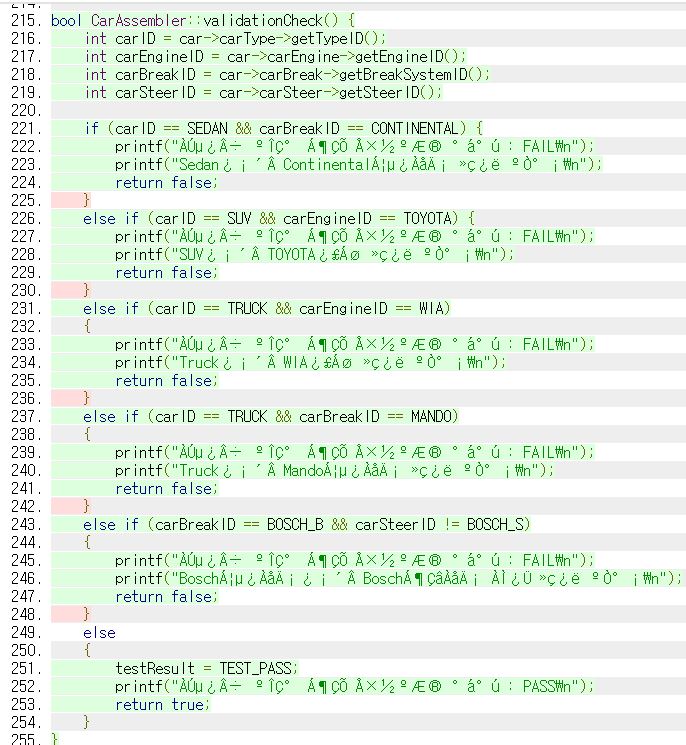 214.
215. bool CarAssembler::validationCheck() {
216. int carID = car->carType->getTypeID();
217. int carEngineID = car->carEngine->getEngineID();
218. int carBreakID = car->carBreak->getBreakSystemID();
219. int carSteerID = car->carSteer->getSteerID();
220.
221. if (carID == SEDAN && carBreakID == CONTINENTAL) {
222. printf("ÀÚµ¿Â÷ ºÎÇ° Á¶ÇÕ Å×½ºÆ® °á°ú : FAIL₩n");
223. printf("Sedan¿¡´Â ContinentalÁ¦µ¿ÀåÄ¡ »ç¿ë ºÒ°¡₩n");
224. return false;
225. }
226. else if (carID == SUV && carEngineID == TOYOTA) {
227. printf("ÀÚµ¿Â÷ ºÎÇ° Á¶ÇÕ Å×½ºÆ® °á°ú : FAIL₩n");
228. printf("SUV¿¡´Â TOYOTA¿£Áø »ç¿ë ºÒ°¡₩n");
229. return false;
230. }
231. else if (carID == TRUCK && carEngineID == WIA)
232. {
233. printf("ÀÚµ¿Â÷ ºÎÇ° Á¶ÇÕ Å×½ºÆ® °á°ú : FAIL₩n");
234. printf("Truck¿¡´Â WIA¿£Áø »ç¿ë ºÒ°¡₩n");
235. return false;
236. }
237. else if (carID == TRUCK && carBreakID == MANDO)
238. {
239. printf("ÀÚµ¿Â÷ ºÎÇ° Á¶ÇÕ Å×½ºÆ® °á°ú : FAIL₩n");
240. printf("Truck¿¡´Â MandoÁ¦µ¿ÀåÄ¡ »ç¿ë ºÒ°¡₩n");
241. return false;
242. }
243. else if (carBreakID == BOSCH_B && carSteerID != BOSCH_S)
244. {
245. printf("ÀÚµ¿Â÷ ºÎÇ° Á¶ÇÕ Å×½ºÆ® °á°ú : FAIL₩n");
246. printf("BoschÁ¦µ¿ÀåÄ¡¿¡´Â BoschÁ¶ÇâÀåÄ¡ ÀÌ¿Ü »ç¿ë ºÒ°¡₩n");
247. return false;
248. }
249. else
250. {
251. testResult = TEST_PASS;
252. printf("ÀÚµ¿Â÷ ºÎÇ° Á¶ÇÕ Å×½ºÆ® °á°ú : PASS₩n");
253. return true;
254. }
255. }